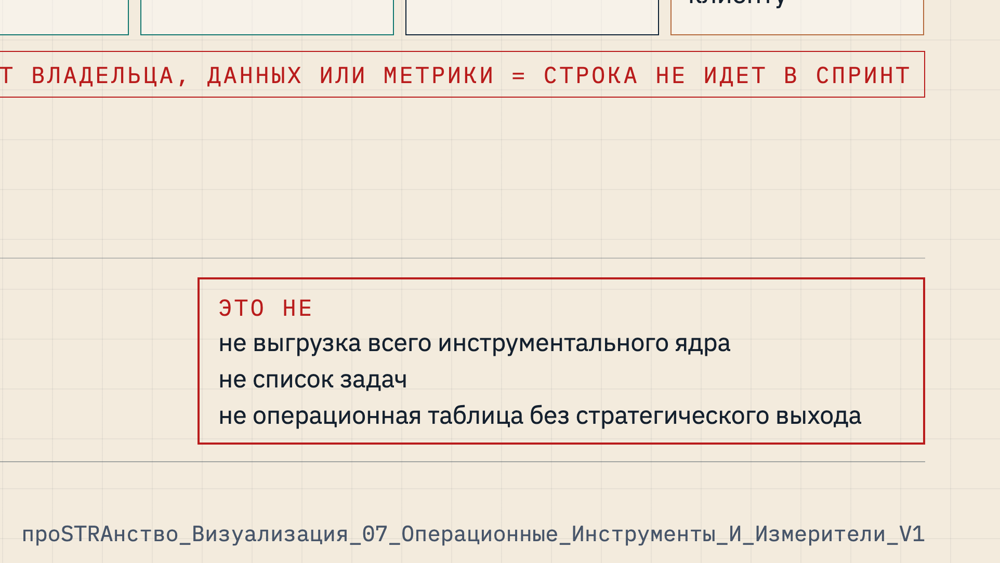 клиенту
Т ВЛАДЕЛЬЦА, ДАННЫХ ИЛИ МЕТРИКИ = СТРОКА НЕ ИДЕТ В СПРИНТ
ЭТО НЕ
не выгрузка всего инструментального ядра
не список задач
не операционная таблица без стратегического выхода
проSTRAнство_Визуализация_07_Операционные_Инструменты_И_Измерители_V1